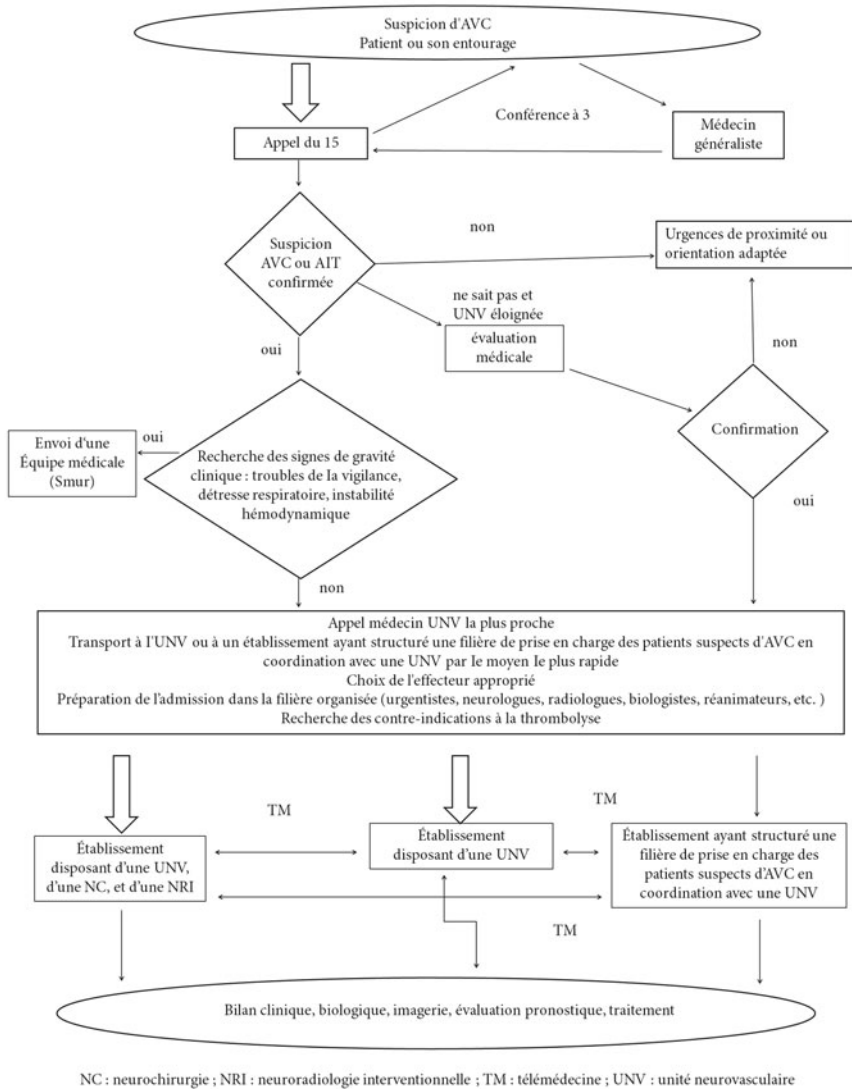 Suspicion d'AVC
Patient ou son entourage
Conférence à 3
Appel du 15
Médecin
généraliste
non
Suspicion
AVC ou AIT
confirmée
Urgences de proximité ou
orientation adaptée
ne sait pas et
UNV éloignée
évaluation
médicale
oui
non
Confirmation
Envoi d'une
Équipe médicale
(Smur)
oui
Recherche des signes de gravité
clinique : troubles de la vigilance,
détresse respiratoire, instabilité
hémodynamique
oui
non
Appel médecin UNV la plus proche
Transport à l'UNV ou à un établissement ayant structuré une filière de prise en charge des patients suspects d'AVC en
coordination avec une UNV par le moyen le plus rapide
Choix de l'effecteur approprié
Préparation de l'admission dans la filière organisée (urgentistes, neurologues, radiologues, biologistes, réanimateurs, etc. )
Recherche des contre-indications à la thrombolyse
TM
TM
Établissement
disposant d'une UNV,
d'une NC, et d'une NRI
Établissement
disposant d'une UNV
Établissement ayant structuré une
filière de prise en charge des
patients suspects d'AVC en
coordination avec une UNV
TM
Bilan clinique, biologique, imagerie, évaluation pronostique, traitement
NC : neurochirurgie ; NRI : neuroradiologie interventionnelle ; TM : télémédecine ; UNV : unité neurovasculaire